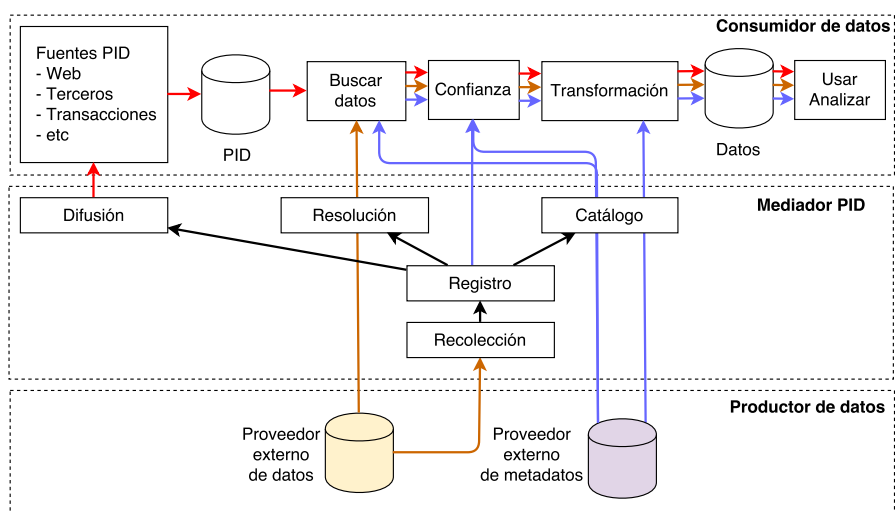 Consumidor de datos
Fuentes PID
- Web
- Terceros
- Transacciones
- etc
PID
Buscar
datos
Confianza
Transformación
Datos
Usar
Analizar
Mediador PID
Difusión
Resolución
Catálogo
Registro
Recolección
Productor de datos
Proveedor
externo
de datos
Proveedor
externo
de metadatos